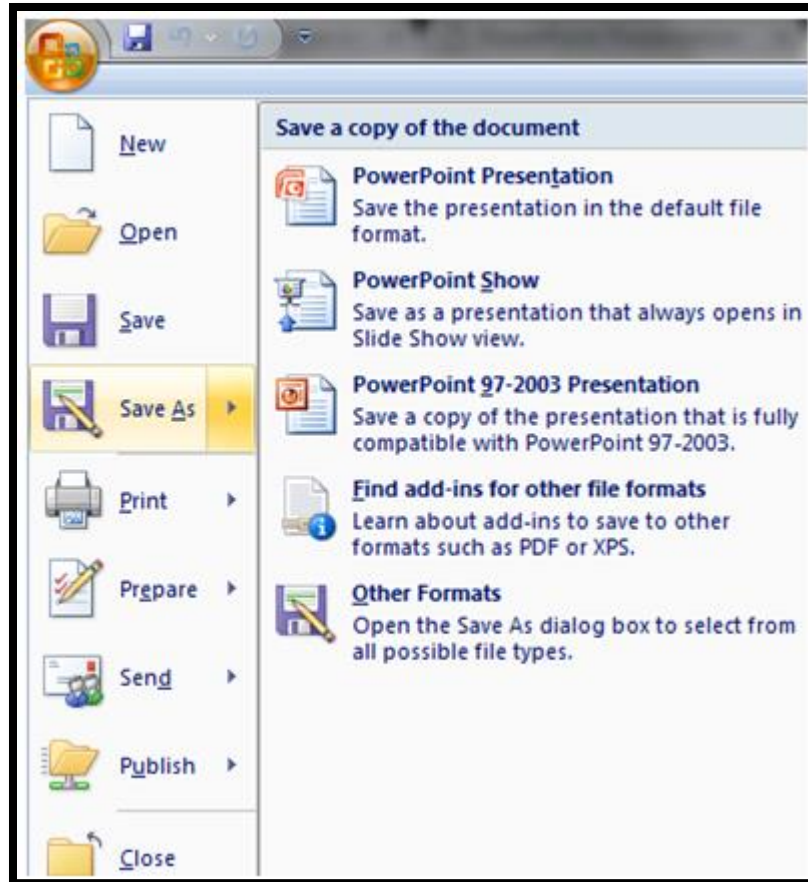 New
Open
Save
Save As
Print
Prepare
Send
Publish
Close
Save a copy of the document
PowerPoint Presentation
Save the presentation in the default file
format.
PowerPoint Show
Save as a presentation that always opens in
Slide Show view.
PowerPoint 97-2003 Presentation
Save a copy of the presentation that is fully
compatible with PowerPoint 97-2003.
Find add-ins for other file formats
Learn about add-ins to save to other
formats such as PDF or XPS.
Other Formats
Open the Save As dialog box to select from
all possible file types.